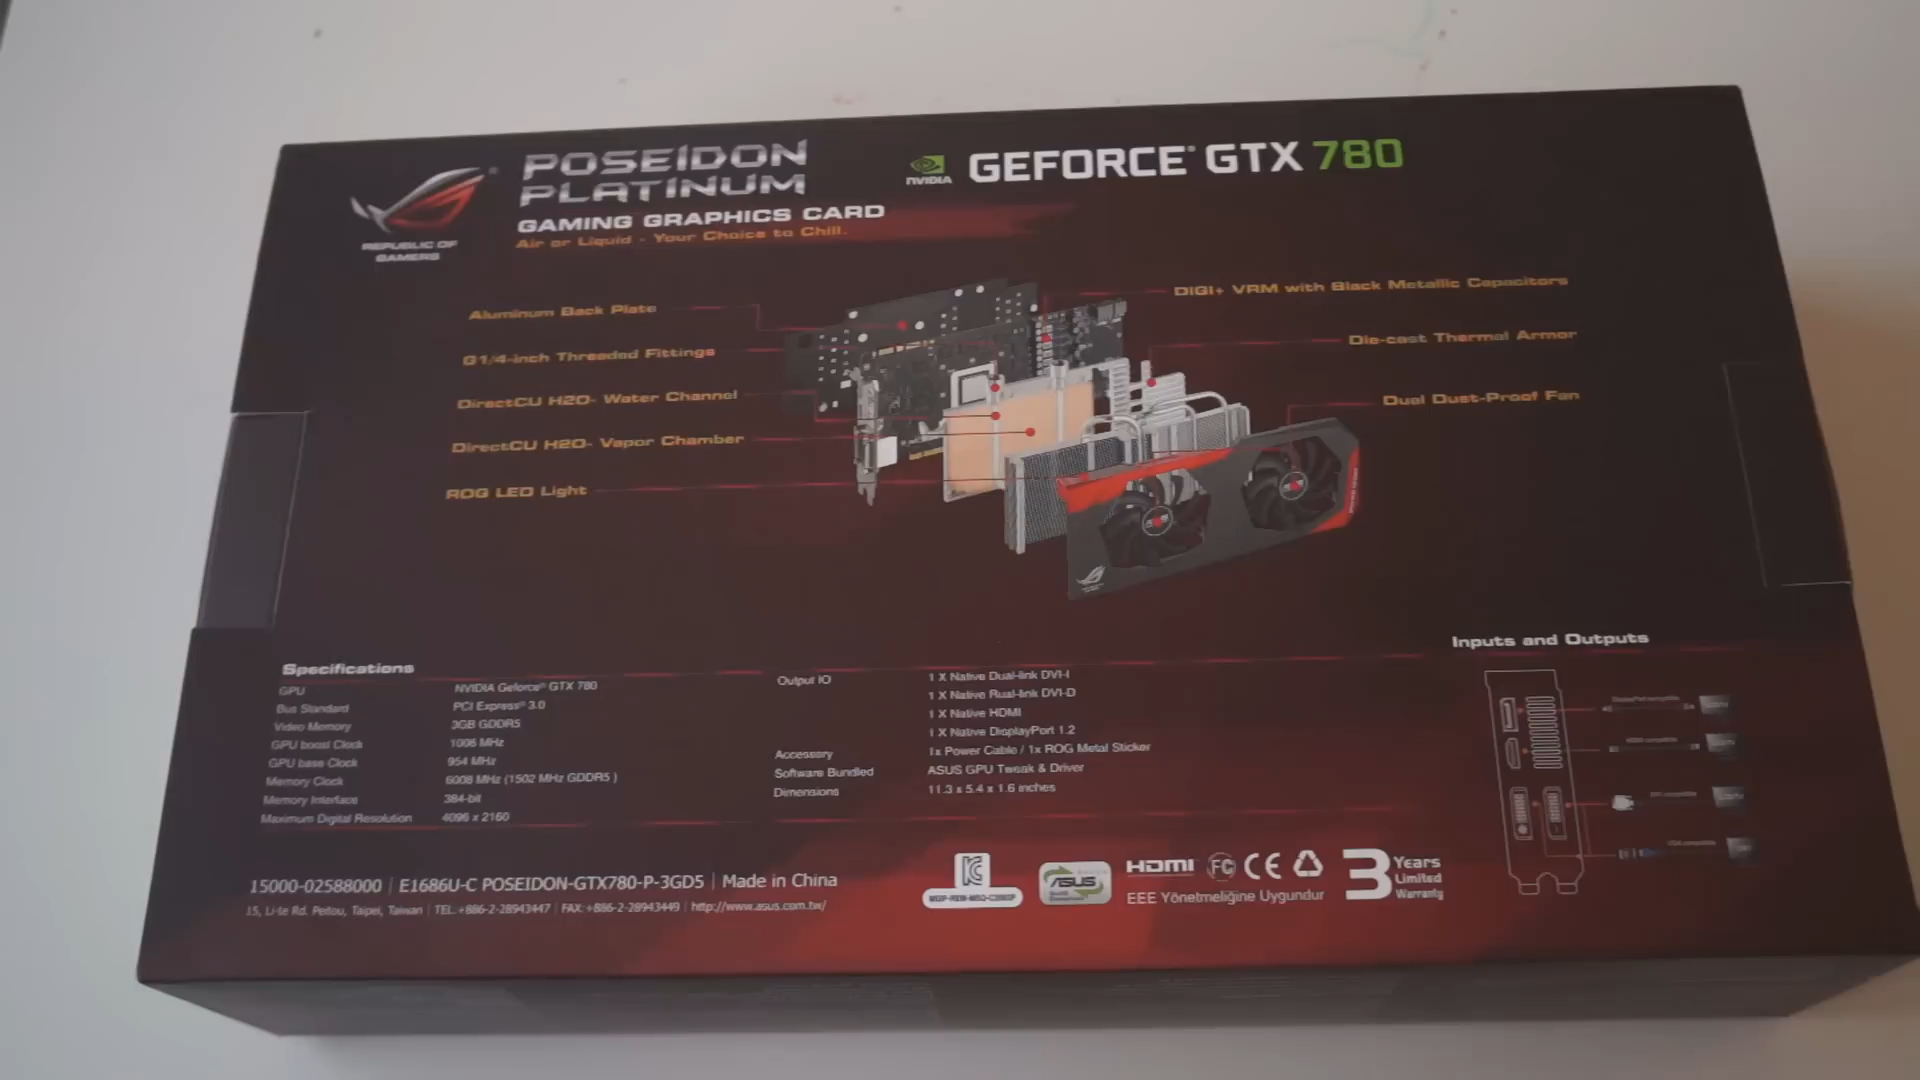 REPUBLIC OF
GAMERS
POSEIDON
PLATINUM
GAMING GRAPHICS CARD
Air or Liquid - Your Choice to Chill.
NVIDIA
GEFORCE® GTX 780
Aluminum Back Plate
G1/4-inch Threaded Fittings
DirectCU H2O- Water Channel
DirectCU H2O- Vapor Chamber
ROG LED Light
DIGI+ VRM with Black Metallic Capacitors
Die-cast Thermal Armor
Dual Dust-Proof Fan
Specifications
GPU NVIDIA Geforce® GTX 780
Bus Standard PCI Express® 3.0
Video Memory 3GB GDDR5
GPU boost Clock 1006 MHz
GPU base Clock 954 MHz
Memory Clock 6008 MHz (1502 MHz GDDR5 )
Memory Interface 384-bit
Maximum Digital Resolution 4096 x 2160
Output IO 1 X Native Dual-link DVI-I
1 X Native Rual-link DVI-D
1 X Native HDMI
1 X Native DisplayPort 1.2
Accessory 1x Power Cable / 1x ROG Metal Sticker
Software Bundled ASUS GPU Tweak & Driver
Dimensions 11.3 x 5.4 x 1.6 inches
Inputs and Outputs
15000-02588000 | E1686U-C POSEIDON-GTX780-P-3GD5 | Made in China
15, Li-te Rd. Peitou, Taipei, Taiwan | TEL:+886-2-28943447 | FAX:+886-2-28943449 | http://www.asus.com.tw/
ASUS
HDMI FC CE
EEE Yönetmeliğine Uygundur
3 Years
Limited
Warranty